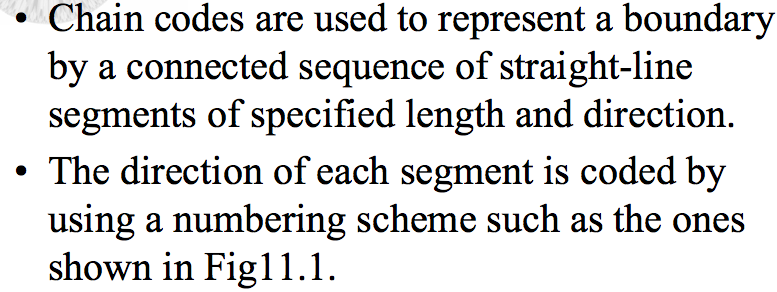 • Chain codes are used to represent a boundary
by a connected sequence of straight-line
segments of specified length and direction.
• The direction of each segment is coded by
using a numbering scheme such as the ones
shown in Fig11.1.